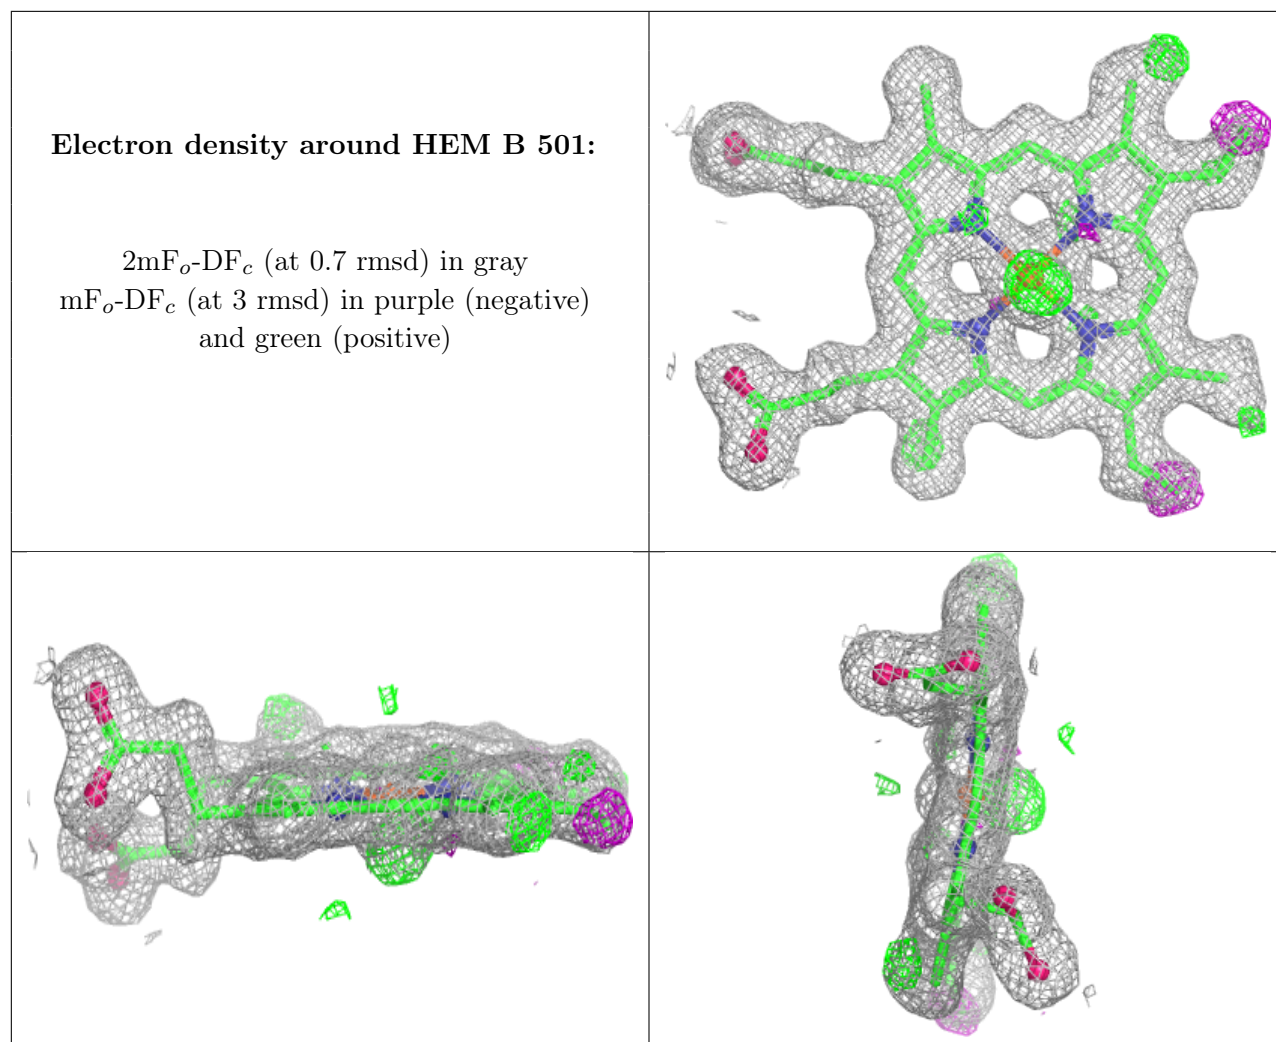 Electron density around HEM B 501:
2mFₒ-DF𝒸 (at 0.7 rmsd) in gray
mFₒ-DF𝒸 (at 3 rmsd) in purple (negative)
and green (positive)